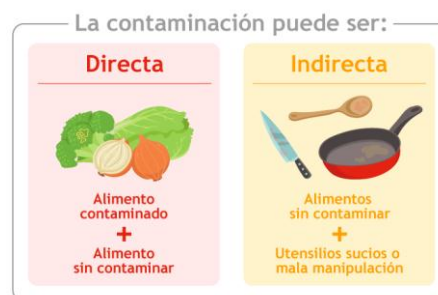 La contaminación puede ser:
Directa
Alimento
contaminado
+
Alimento
sin contaminar
Indirecta
Alimentos
sin contaminar
+
Utensilios sucios o
mala manipulación